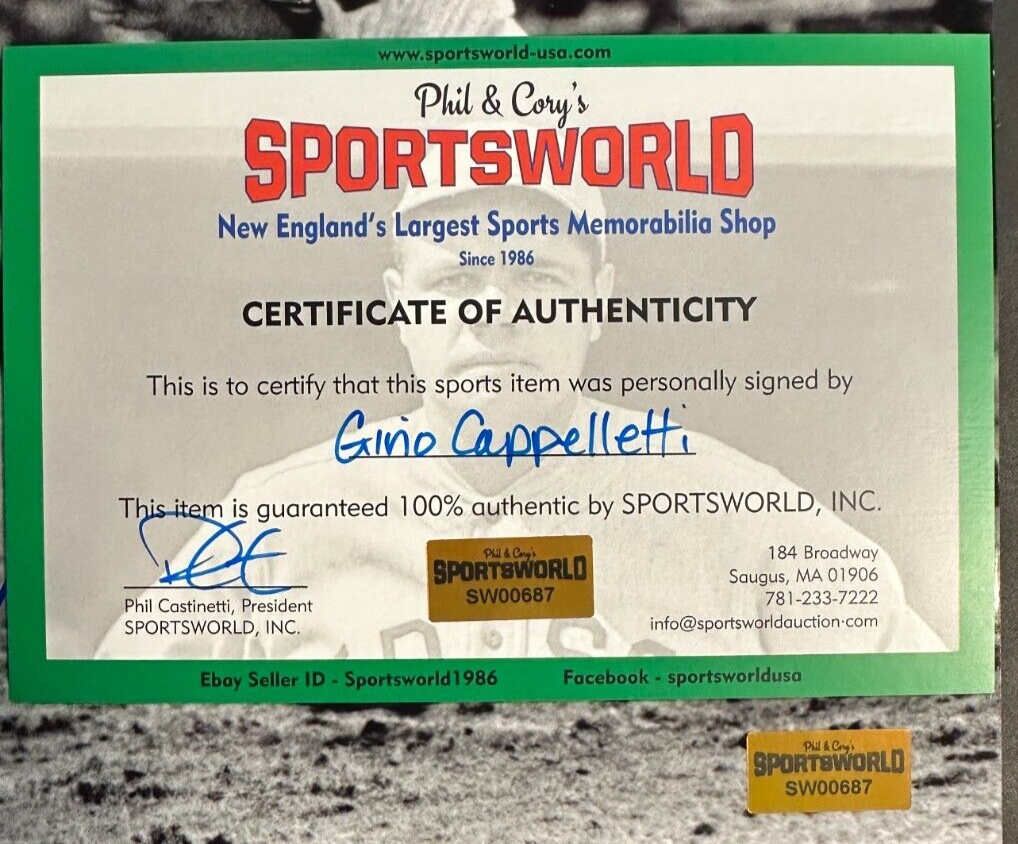 www.sportsworld-usa.com
Phil & Cory's
SPORTSWORLD
New England's Largest Sports Memorabilia Shop
Since 1986
CERTIFICATE OF AUTHENTICITY
This is to certify that this sports item was personally signed by
Gino Cappelletti
This item is guaranteed 100% authentic by SPORTSWORLD, INC.
Phil Castinetti, President
SPORTSWORLD, INC.
Phil & Cory's
SPORTSWORLD
SW00687
184 Broadway
Saugus, MA 01906
781-233-7222
info@sportsworldauction.com
Ebay Seller ID - Sportsworld1986
Facebook - sportsworldusa
Phil & Cory's
SPORTSWORLD
SW00687